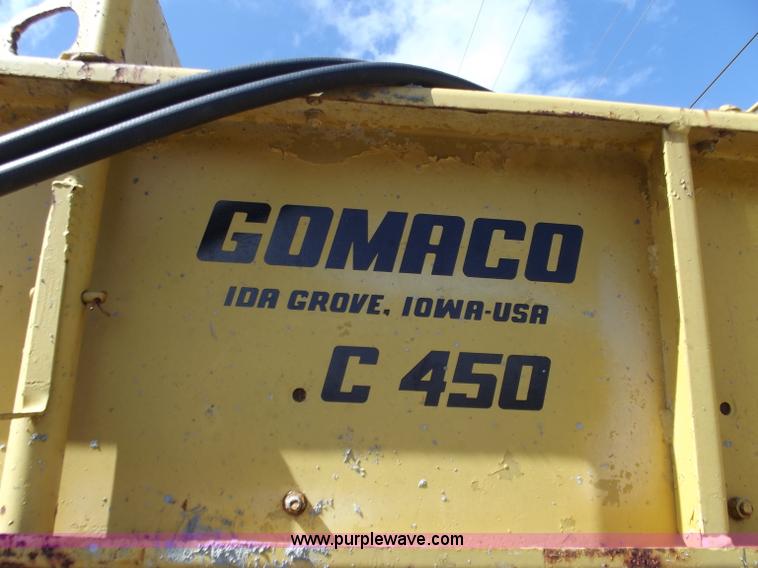 GOMACO
IDA GROVE, IOWA-USA
C 450
www.purplewave.com